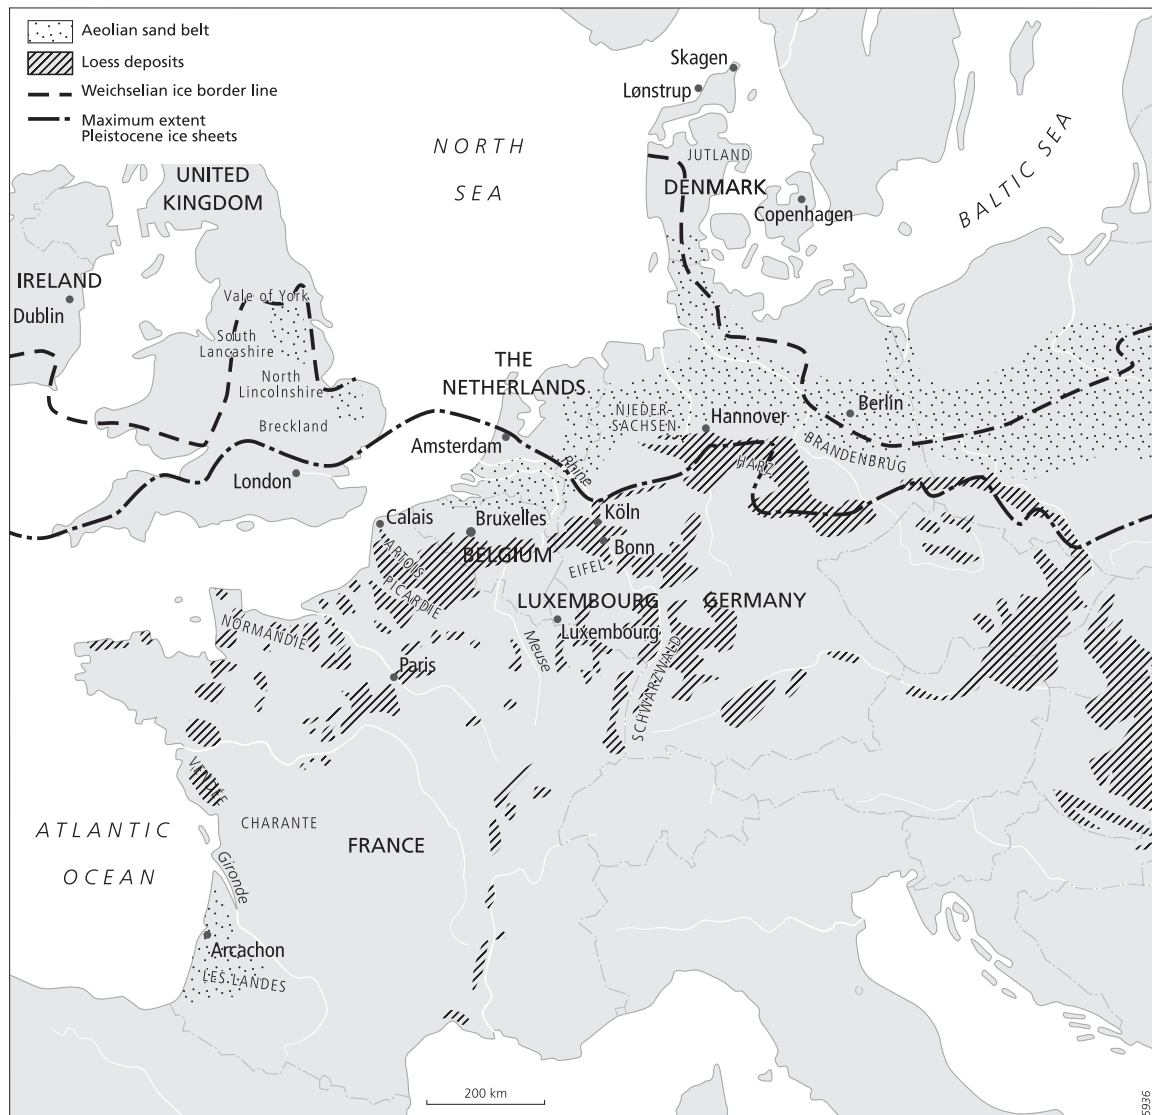 Aeolian sand belt
Loess deposits
Weichselian ice border line
Maximum extent
Pleistocene ice sheets
Skagen
Lønstrup
NORTH
SEA
JUTLAND
DENMARK
Copenhagen
BALTIC SEA
UNITED
KINGDOM
IRELAND
Dublin
Vale of York
South
Lancashire
North
Lincolnshire
Breckland
London
THE
NETHERLANDS
Amsterdam
NIEDER-
SACHSEN
Hannover
Berlin
BRANDENBRUG
HARZ
Rhine
Calais
Bruxelles
Köln
BELGIUM
Bonn
ARTOIS
EIFEL
PICARDIE
LUXEMBOURG
GERMANY
NORMANDIE
Luxembourg
Meuse
Paris
SCHWARZWALD
VENDÉE
ATLANTIC
OCEAN
CHARANTE
FRANCE
Gironde
Arcachon
LES LANDES
200 km
5936